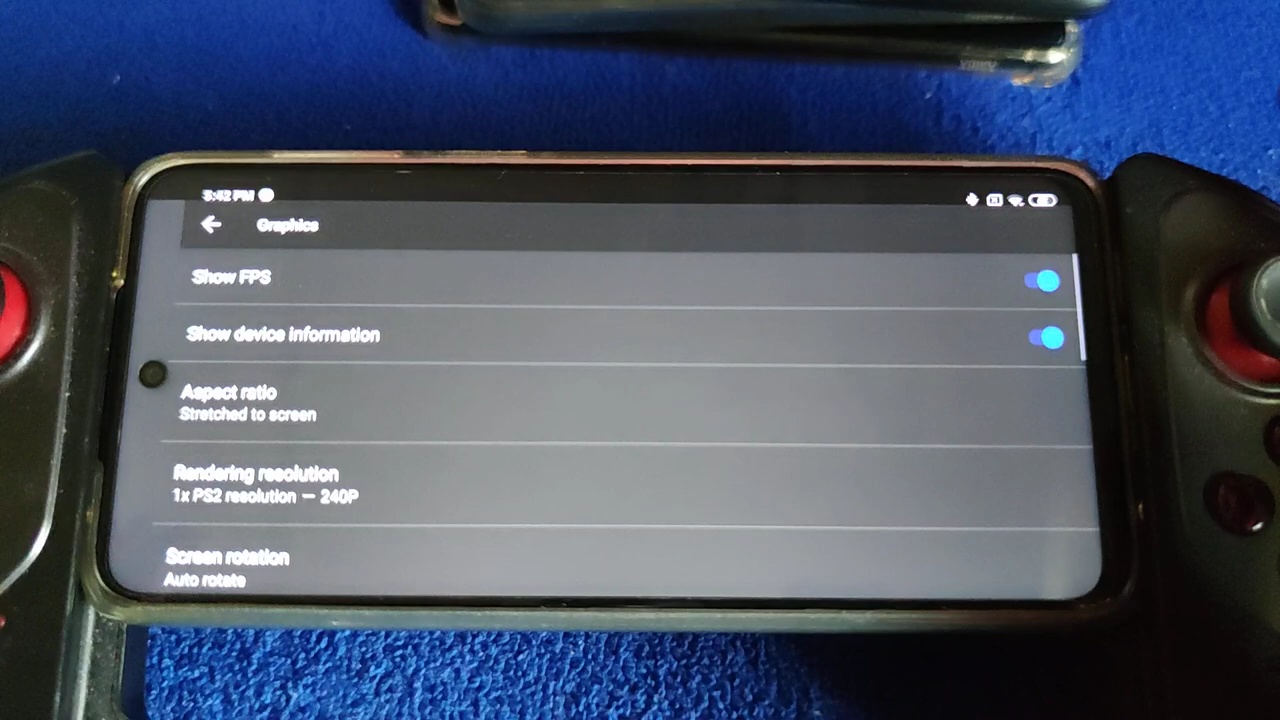 5:42 PM
Graphics
Show FPS
Show device information
Aspect ratio
Stretched to screen
Rendering resolution
1x PS2 resolution – 240P
Screen rotation
Auto rotate